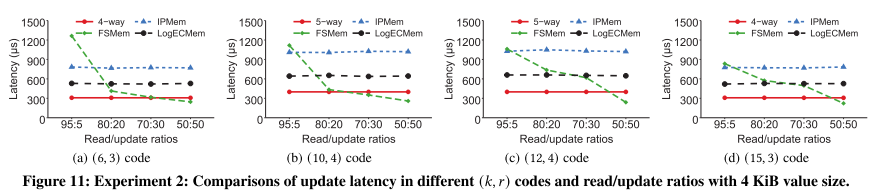 1500
1200
900
600
300
0
Latency (μs)
4-way
IPMem
FSMem
LogECMem
95:5 80:20 70:30 50:50
Read/update ratios
(a) (6, 3) code
1500
1200
900
600
300
0
Latency (μs)
5-way
IPMem
FSMem
LogECMem
95:5 80:20 70:30 50:50
Read/update ratios
(b) (10, 4) code
1500
1200
900
600
300
0
Latency (μs)
5-way
IPMem
FSMem
LogECMem
95:5 80:20 70:30 50:50
Read/update ratios
(c) (12, 4) code
1500
1200
900
600
300
0
Latency (μs)
4-way
IPMem
FSMem
LogECMem
95:5 80:20 70:30 50:50
Read/update ratios
(d) (15, 3) code
Figure 11: Experiment 2: Comparisons of update latency in different (k, r) codes and read/update ratios with 4 KiB value size.